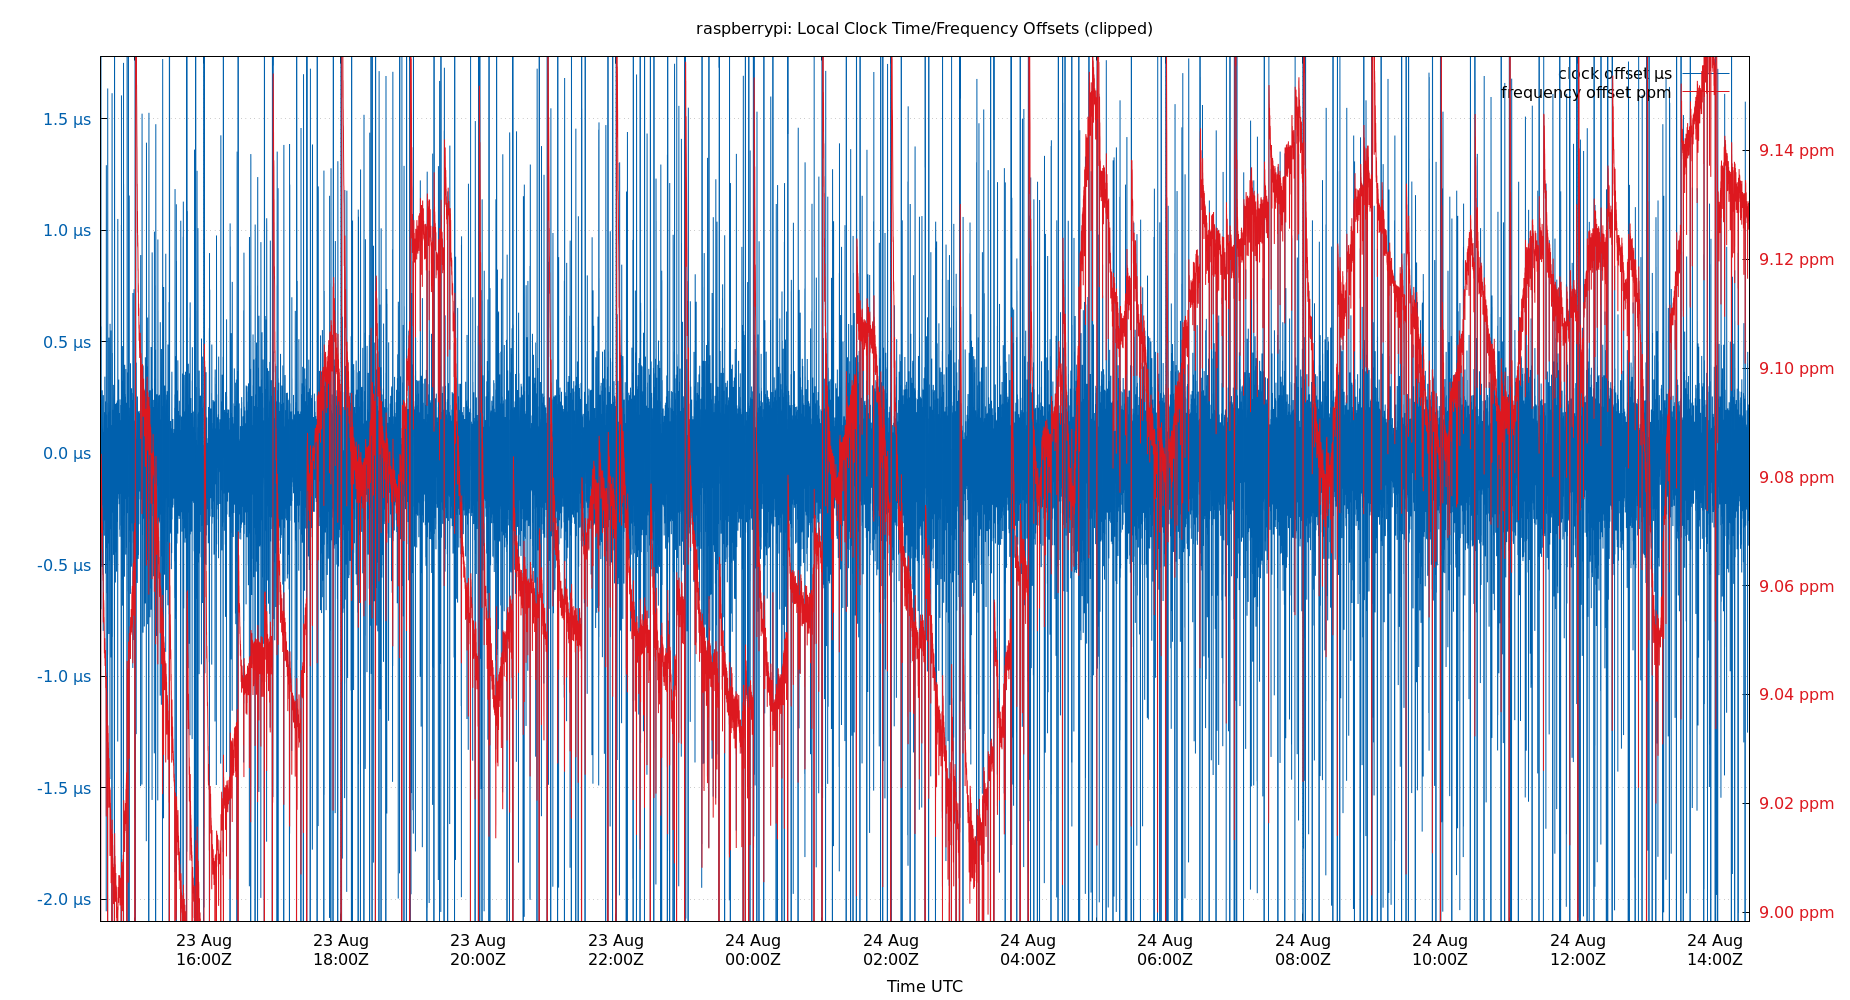 raspberrypi: Local Clock Time/Frequency Offsets (clipped)
clock offset µs
frequency offset ppm
1.5 µs
1.0 µs
0.5 µs
0.0 µs
-0.5 µs
-1.0 µs
-1.5 µs
-2.0 µs
9.14 ppm
9.12 ppm
9.10 ppm
9.08 ppm
9.06 ppm
9.04 ppm
9.02 ppm
9.00 ppm
23 Aug
16:00Z
23 Aug
18:00Z
23 Aug
20:00Z
23 Aug
22:00Z
24 Aug
00:00Z
24 Aug
02:00Z
24 Aug
04:00Z
24 Aug
06:00Z
24 Aug
08:00Z
24 Aug
10:00Z
24 Aug
12:00Z
24 Aug
14:00Z
Time UTC